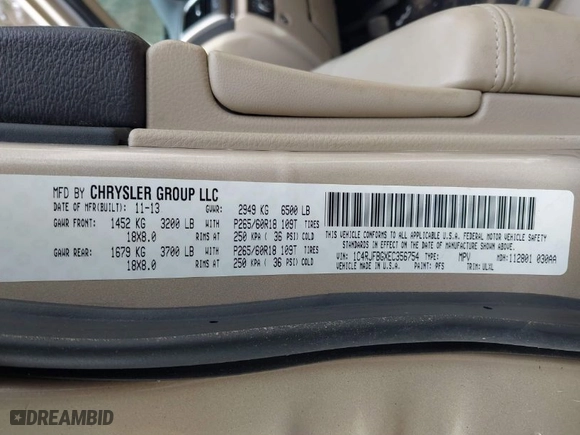 MFD BY CHRYSLER GROUP LLC
DATE OF MFR(BUILT): 11-13 GVWR: 2949 KG 6500 LB
GAWR FRONT: 1452 KG 3200 LB WITH P265/60R18 109T TIRES
18X8.0 RIMS AT 250 KPA ( 36 PSI) COLD
GAWR REAR: 1679 KG 3700 LB WITH P265/60R18 109T TIRES
18X8.0 RIMS AT 250 KPA ( 36 PSI) COLD
THIS VEHICLE CONFORMS TO ALL APPLICABLE U.S.A. FEDERAL MOTOR VEHICLE SAFETY
STANDARDS IN EFFECT ON THE DATE OF MANUFACTURE SHOWN ABOVE.
VIN: 1C4RJFBGXEC356754 TYPE: MPV MDH: 112801 030AA
VEHICLE MADE IN U.S.A. PAINT: PFS TRIM: ULXL
DREAMBID